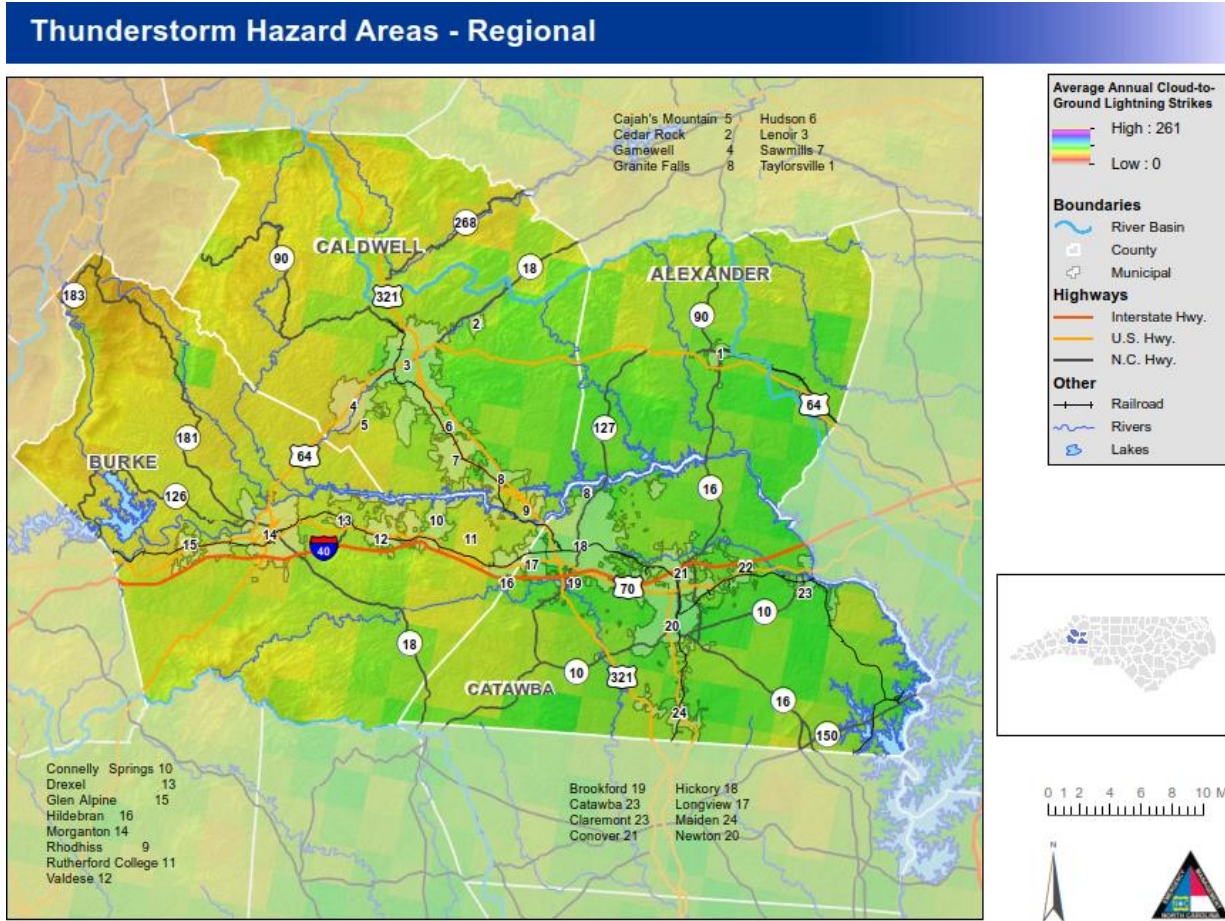 Thunderstorm Hazard Areas - Regional
Cajah's Mountain 5 Hudson 6
Cedar Rock 2 Lenoir 3
Gamewell 4 Sawmills 7
Granite Falls 8 Taylorsville 1
268
CALDWELL
90
18
ALEXANDER
183
321
90
2
1
3
64
4
5
127
181
6
64
BURKE
7
8
8
16
126
9
10
13
14
12
11
15
18
40
17
21
22
16
19
70
23
10
20
18
10
321
CATAWBA
16
24
150
Connelly Springs 10
Drexel 13
Glen Alpine 15
Hildebran 16
Morganton 14
Rhodhiss 9
Rutherford College 11
Valdese 12
Brookford 19 Hickory 18
Catawba 23 Longview 17
Claremont 23 Maiden 24
Conover 21 Newton 20
Average Annual Cloud-to-
Ground Lightning Strikes
High : 261
Low : 0
Boundaries
River Basin
County
Municipal
Highways
Interstate Hwy.
U.S. Hwy.
N.C. Hwy.
Other
Railroad
Rivers
Lakes
0 1 2 4 6 8 10 M
N
EMERGENCY
MANAGEMENT
NORTH CAROLINA